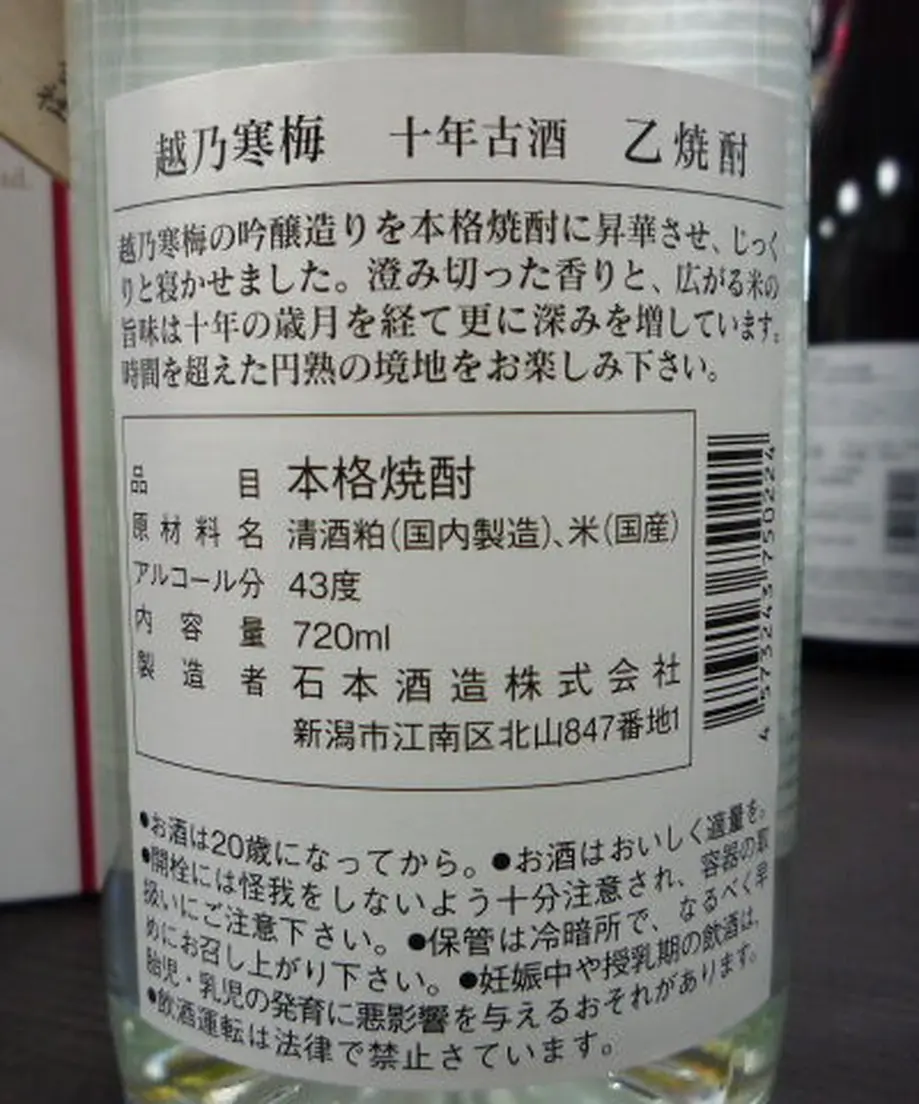 越乃寒梅 十年古酒 乙焼酎
越乃寒梅の吟醸造りを本格焼酎に昇華させ、じっく
りと寝かせました。澄み切った香りと、広がる米の
旨味は十年の歳月を経て更に深みを増しています。
時間を超えた円熟の境地をお楽しみ下さい。
品目 本格焼酎
原材料名 清酒粕(国内製造)、米(国産)
アルコール分 43度
内容量 720ml
製造者 石本酒造株式会社
新潟市江南区北山847番地1
4573243750224
●お酒は20歳になってから。●お酒はおいしく適量を。
●開栓には怪我をしないよう十分注意され、容器の取
扱いにご注意下さい。●保管は冷暗所で、なるべく早
めにお召し上がり下さい。●妊娠中や授乳期の飲酒は、
胎児・乳児の発育に悪影響を与えるおそれがあります。
●飲酒運転は法律で禁止さています。